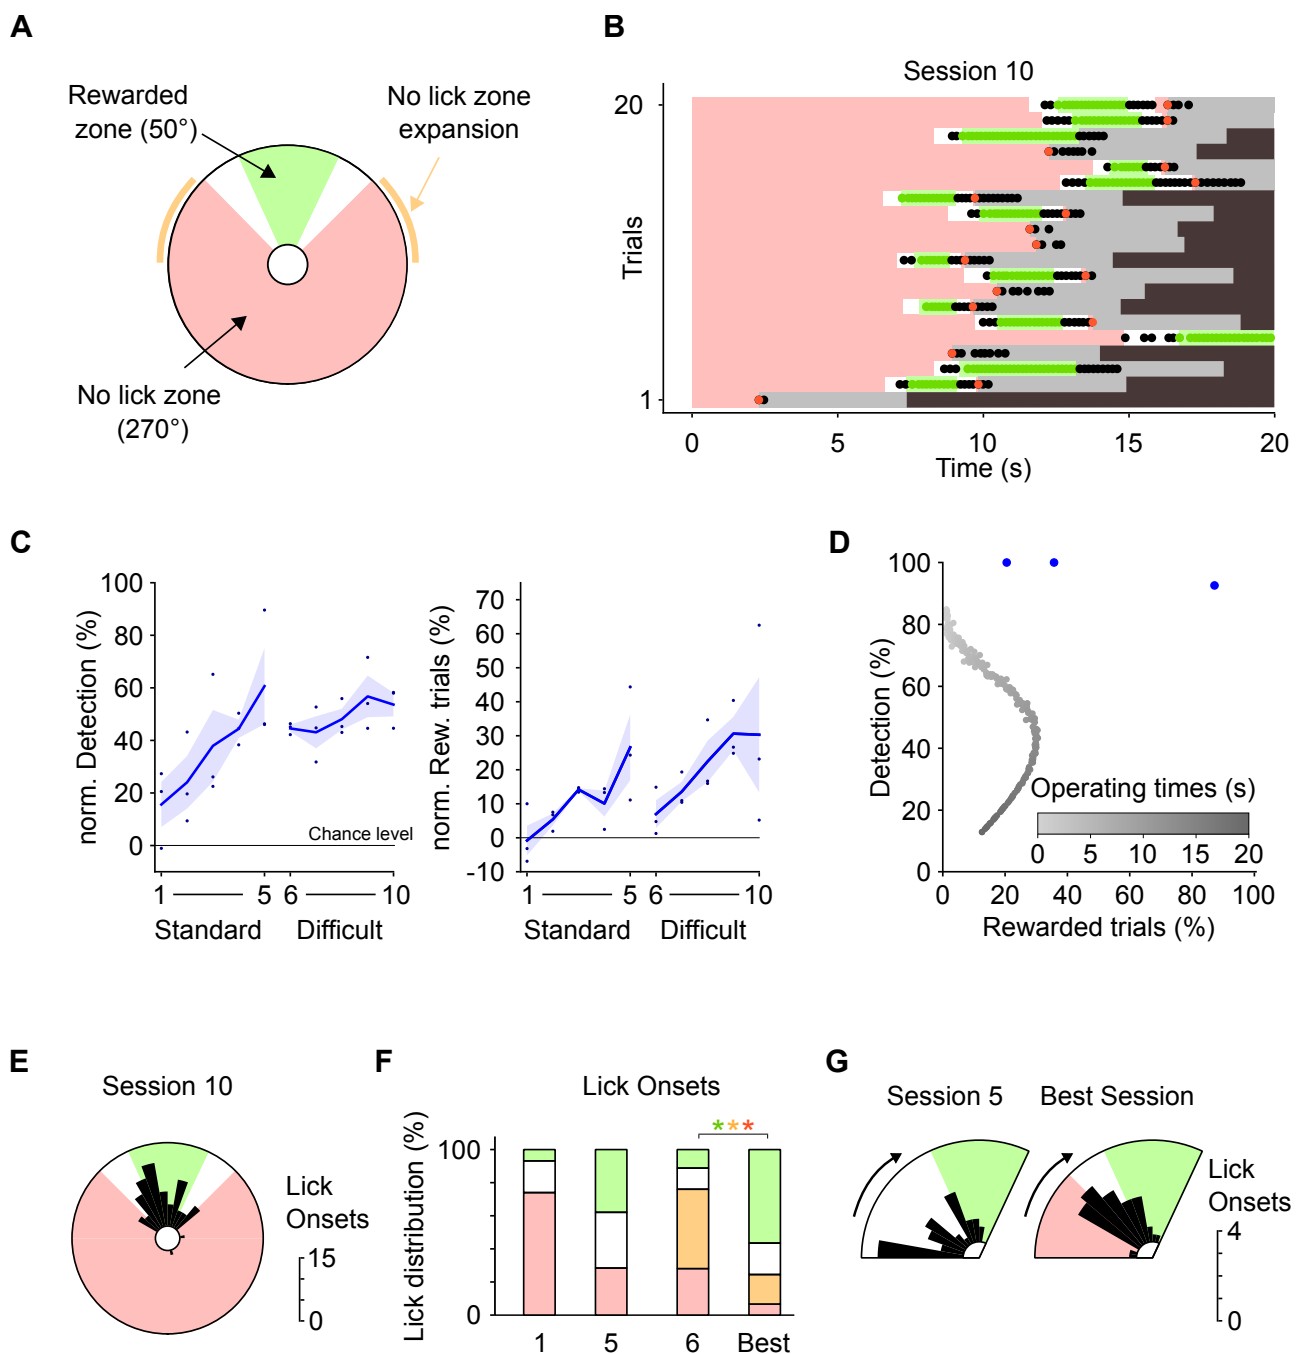 A
Rewarded
zone (50°)
No lick zone
expansion
No lick zone
(270°)
B
Session 10
20
Trials
1
0 5 10 15 20
Time (s)
C
100
80
60
40
20
0
norm. Detection (%)
Chance level
1 5 6 10
Standard Difficult
70
60
50
40
30
20
10
0
-10
norm. Rew. trials (%)
1 5 6 10
Standard Difficult
D
100
80
60
40
20
0
Detection (%)
Operating times (s)
0 5 10 15 20
0 20 40 60 80 100
Rewarded trials (%)
E
Session 10
Lick
Onsets
15
0
F
Lick Onsets
***
100
0
Lick distribution (%)
1 5 6 Best
G
Session 5
Best Session
Lick
Onsets
4
0